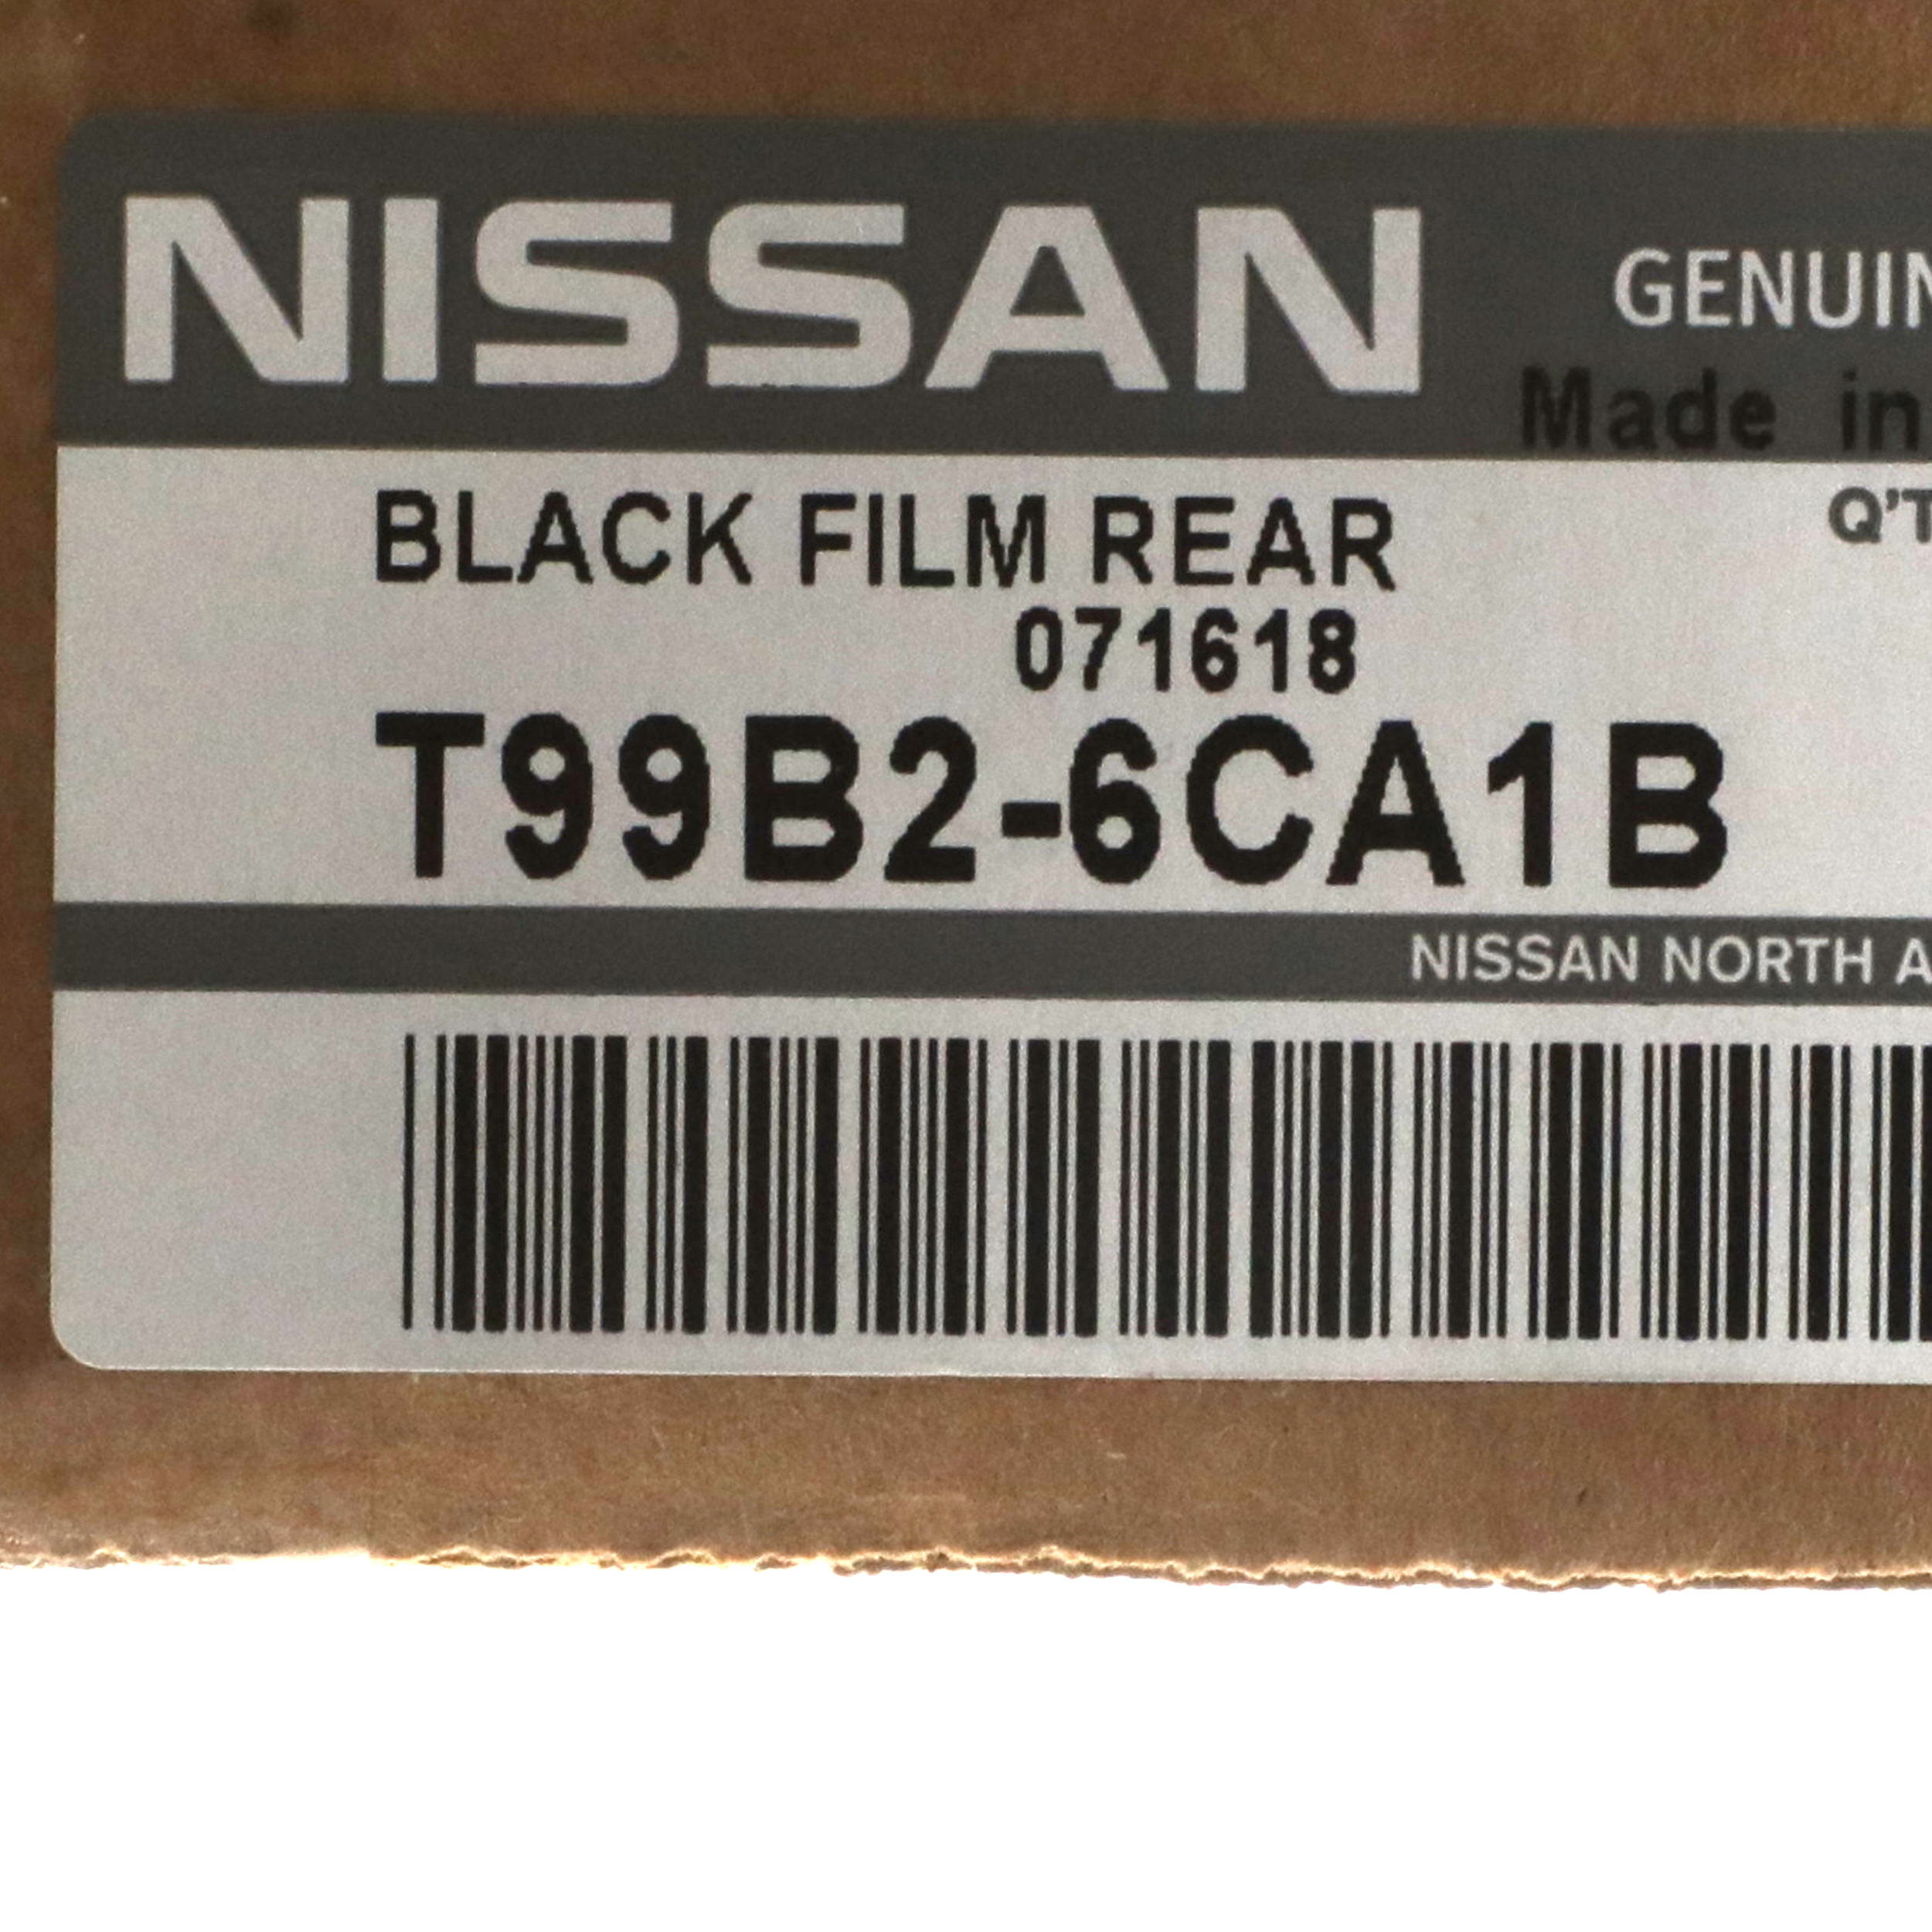 NISSAN
GENUIN
Made in
BLACK FILM REAR
Q'T
071618
T99B2-6CA1B
NISSAN NORTH A